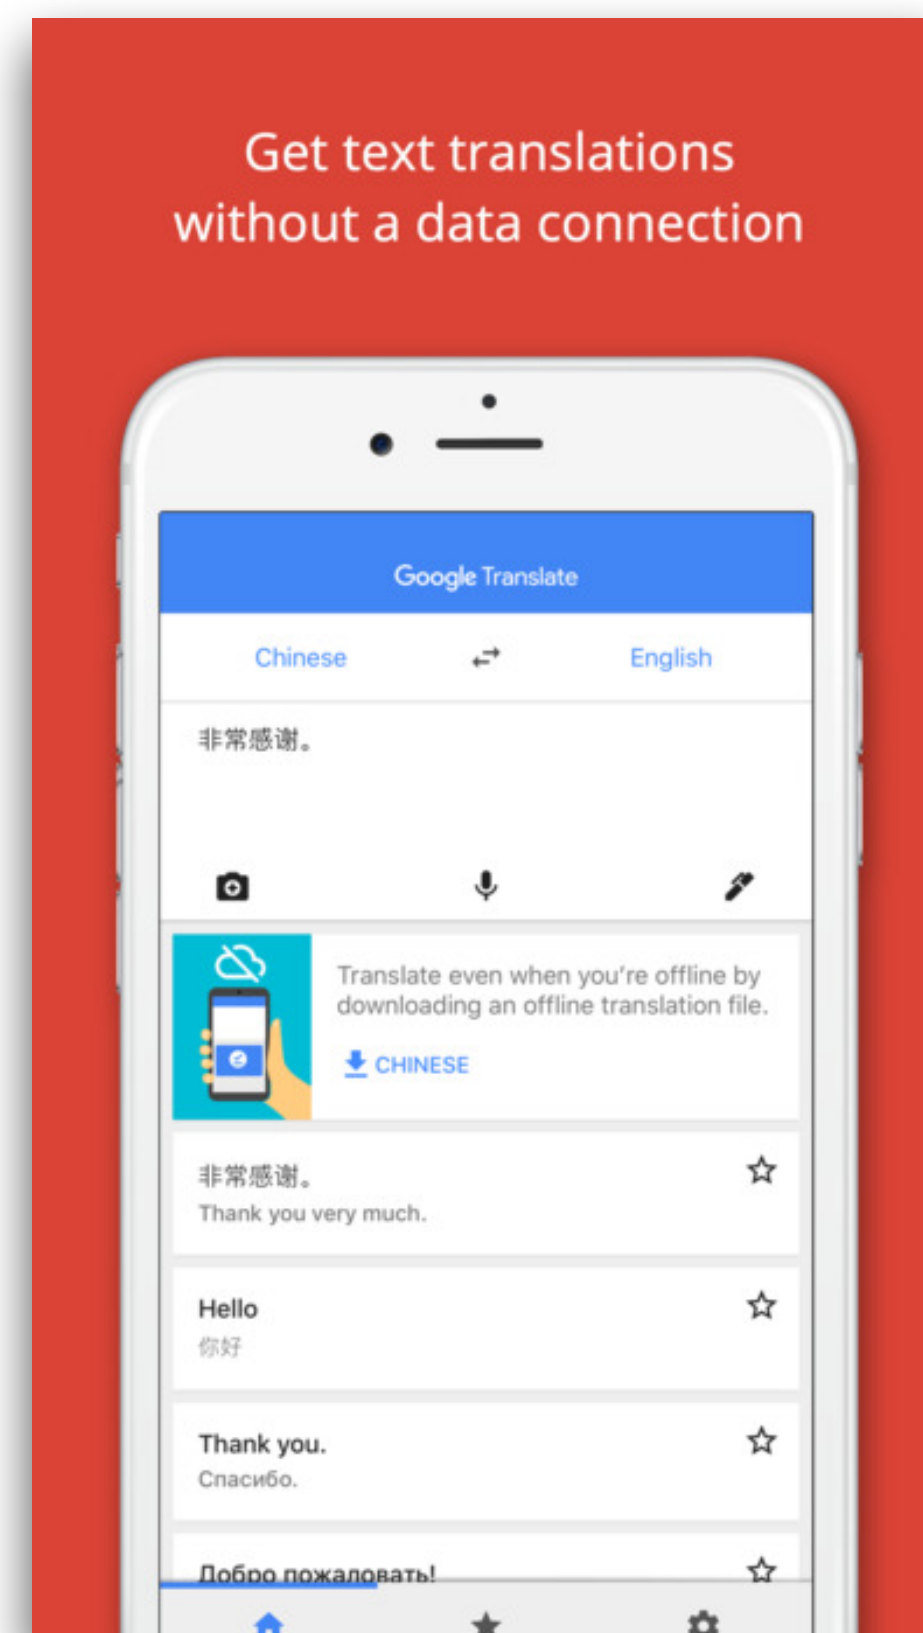 Get text translations
without a data connection
Google Translate
Chinese
English
非常感谢。
Translate even when you're offline by
downloading an offline translation file.
CHINESE
非常感谢。
Thank you very much.
Hello
你好
Thank you.
Спасибо.
Добро пожаловать!